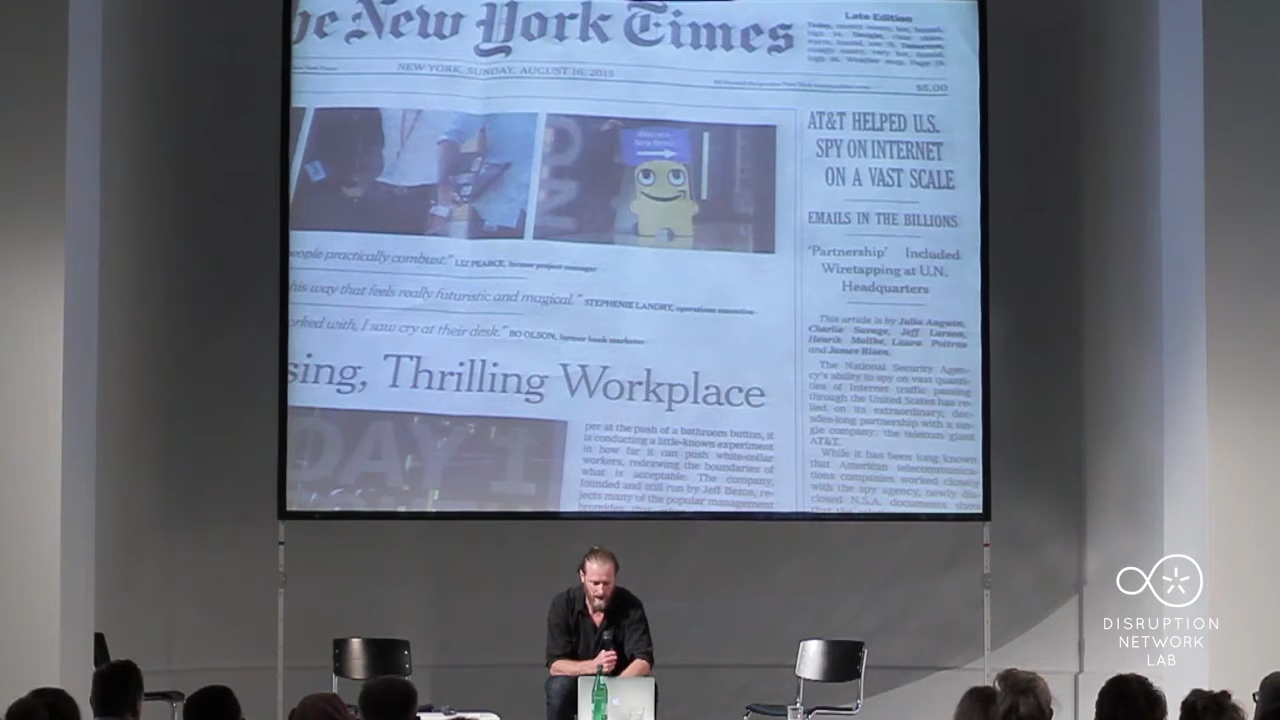 he New York Times
Late Edition
NEW YORK, SUNDAY, AUGUST 16, 2015
$5.00
AT&T HELPED U.S.
SPY ON INTERNET
ON A VAST SCALE
EMAILS IN THE BILLIONS
'Partnership' Included
Wiretapping at U.N.
Headquarters
This article is by Julia Angwin,
Charlie Savage, Jeff Larson,
Henrik Moltke, Laura Poitras
and James Risen.
The National Security Agen-
cy's ability to spy on vast quanti-
ties of Internet traffic passing
through the United States has re-
lied on its extraordinary, dec-
ades-long partnership with a sin-
gle company: the telecom giant
AT&T.
While it has been long known
that American telecommunica-
tions companies worked closely
with the spy agency, newly dis-
closed N.S.A. documents show
eople practically combust." LIZ PEARCE, former project manager
his way that feels really futuristic and magical." STEPHENIE LANDRY, operations executive
orked with, I saw cry at their desk." BO OLSON, former book marketer
sing, Thrilling Workplace
DAY 1
per at the push of a bathroom button, it
is conducting a little-known experiment
in how far it can push white-collar
workers, redrawing the boundaries of
what is acceptable. The company,
founded and still run by Jeff Bezos, re-
jects many of the popular management
DISRUPTION
NETWORK
LAB